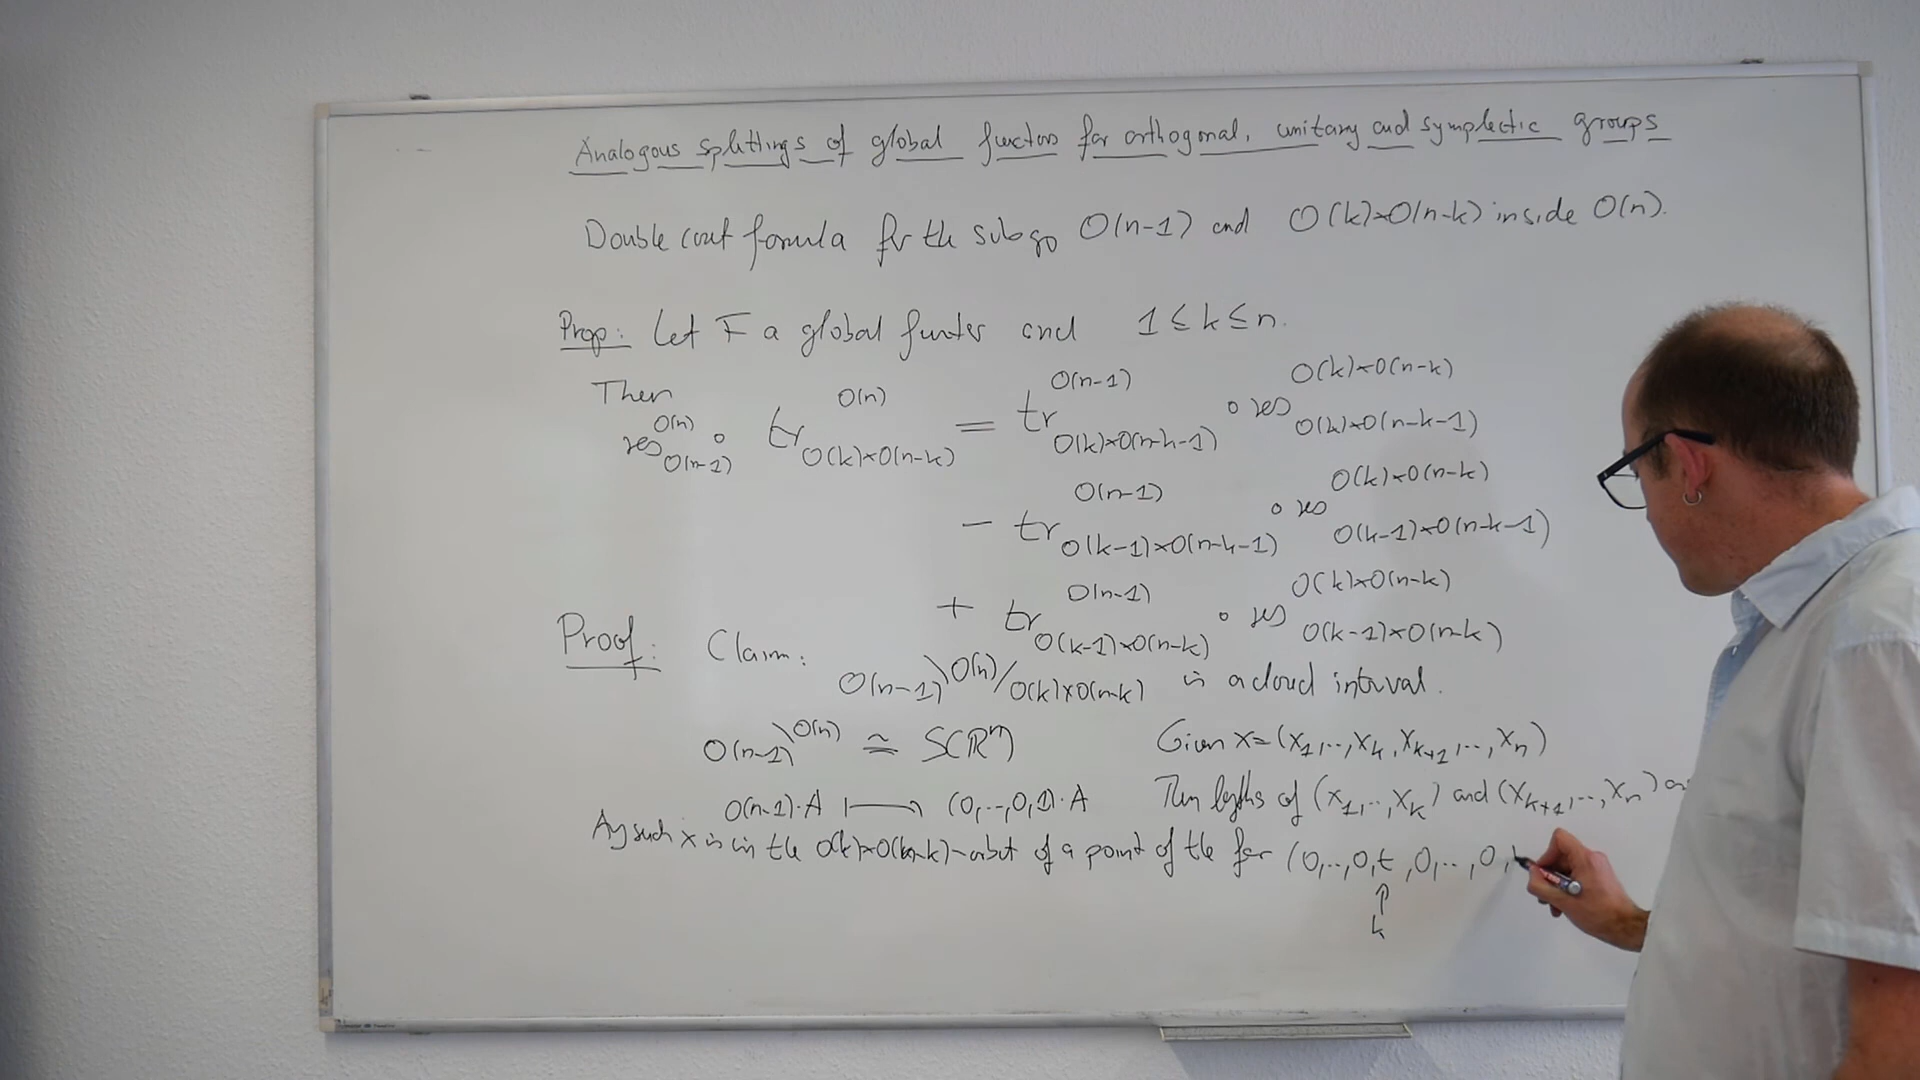 Analogous splittings of global functors for orthogonal, unitary and symplectic groups
Double coset formula for the subgp O(n-1) and O(k)×O(n-k) inside O(n).
Prop: Let F a global functor and 1 ≤ k ≤ n.
Then
res^{O(n)}_{O(n-1)} ∘ tr^{O(n)}_{O(k)×O(n-k)} = tr^{O(n-1)}_{O(k)×O(n-k-1)} ∘ res^{O(k)×O(n-k)}_{O(k)×O(n-k-1)}
- tr^{O(n-1)}_{O(k-1)×O(n-k-1)} ∘ res^{O(k)×O(n-k)}_{O(k-1)×O(n-k-1)}
+ tr^{O(n-1)}_{O(k-1)×O(n-k)} ∘ res^{O(k)×O(n-k)}_{O(k-1)×O(n-k)}
Proof: Claim: O(n-1)\O(n)/O(k)×O(n-k) is a closed interval.
O(n-1)\O(n) ≅ S(ℝ^n) Given x=(x_1,..,x_k,x_{k+1},..,x_n)
O(n-1)·A ↦ (0,...,0,1)·A Then lengths of (x_1,..,x_k) and (x_{k+1},..,x_n)
Any such x is in the O(k)×O(n-k)-orbit of a point of the form (0,..,0,t,0,..,0,
↑
k